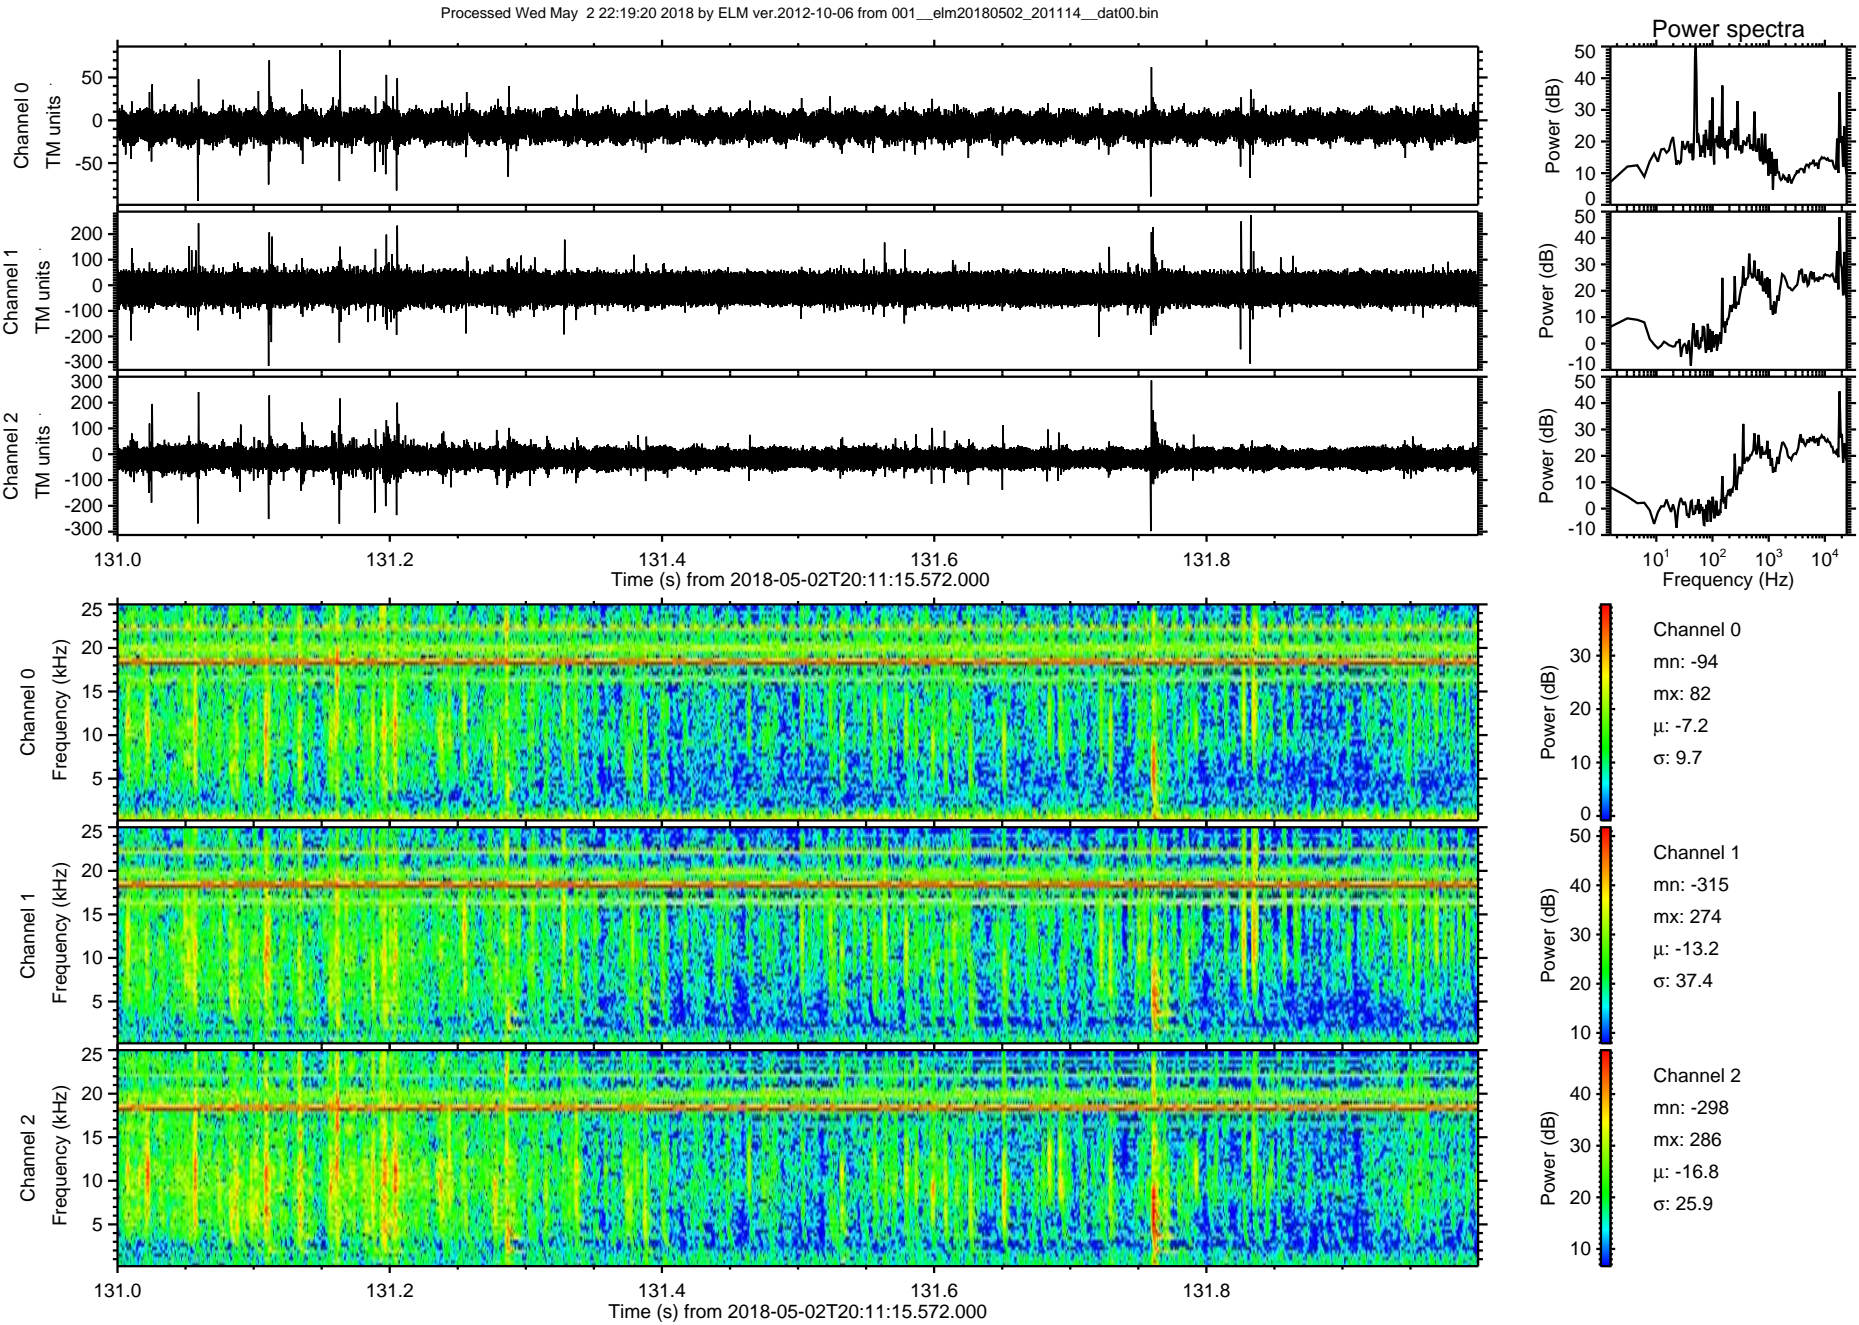 Processed Wed May  2 22:19:20 2018 by ELM ver.2012-10-06 from 001__elm20180502_201114__dat00.bin
Power spectra
Channel 0
TM units
50
0
-50
Power (dB)
50
40
30
20
10
0
Channel 1
TM units
200
100
0
-100
-200
-300
Power (dB)
50
40
30
20
10
0
-10
Channel 2
TM units
300
200
100
0
-100
-200
-300
Power (dB)
50
40
30
20
10
0
-10
131.0 131.2 131.4 131.6 131.8
Time (s) from 2018-05-02T20:11:15.572.000
10¹ 10² 10³ 10⁴
Frequency (Hz)
Channel 0
Frequency (kHz)
25
20
15
10
5
Power (dB)
30
20
10
0
Channel 0
mn: -94
mx: 82
μ: -7.2
σ: 9.7
Channel 1
Frequency (kHz)
25
20
15
10
5
Power (dB)
50
40
30
20
10
Channel 1
mn: -315
mx: 274
μ: -13.2
σ: 37.4
Channel 2
Frequency (kHz)
25
20
15
10
5
Power (dB)
40
30
20
10
Channel 2
mn: -298
mx: 286
μ: -16.8
σ: 25.9
131.0 131.2 131.4 131.6 131.8
Time (s) from 2018-05-02T20:11:15.572.000